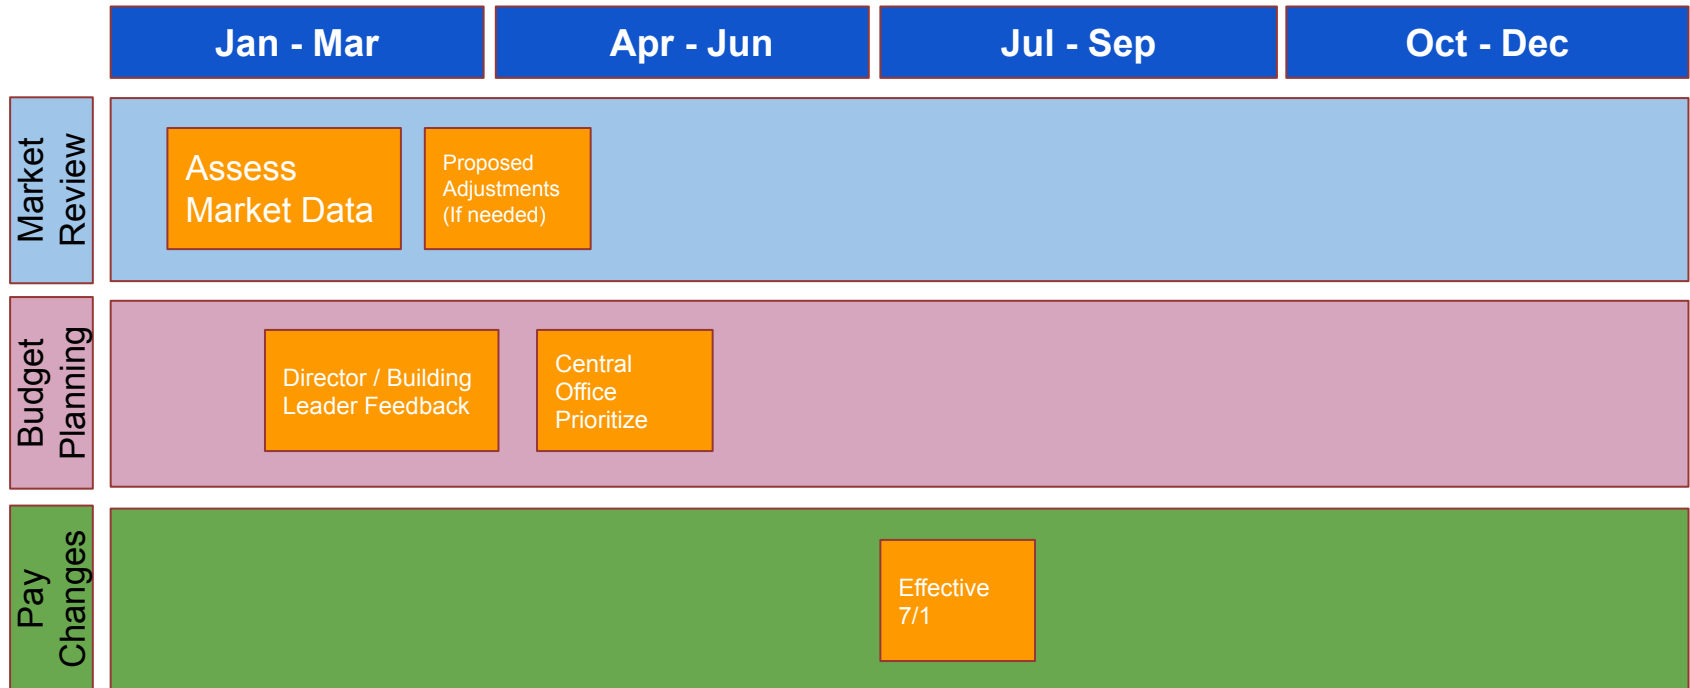 Jan - Mar
Apr - Jun
Jul - Sep
Oct - Dec
Market
Review
Assess
Market Data
Proposed
Adjustments
(If needed)
Budget
Planning
Director / Building
Leader Feedback
Central
Office
Prioritize
Pay
Changes
Effective
7/1